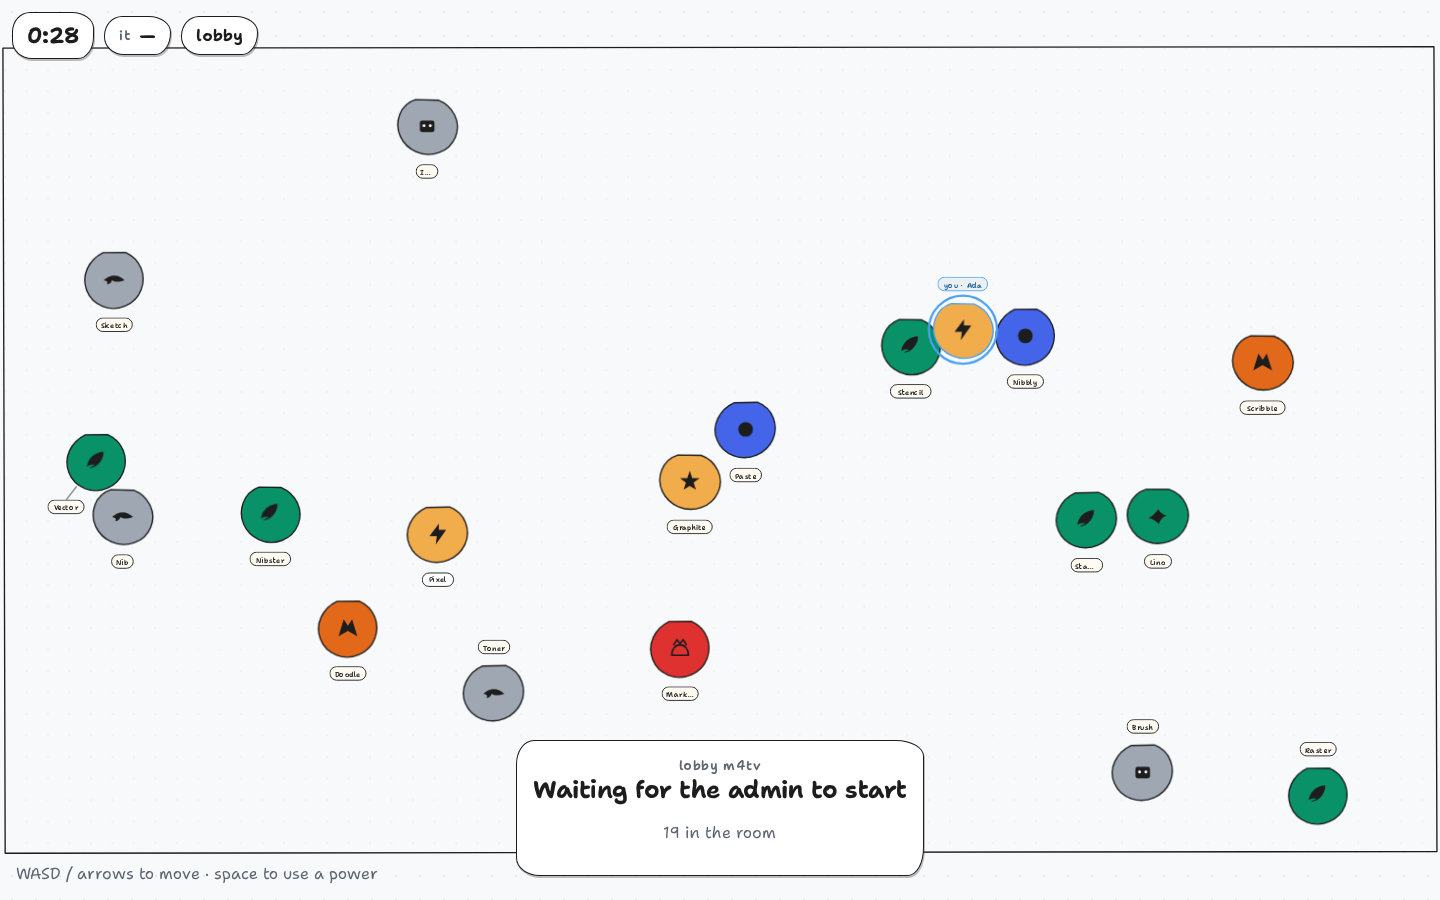 0:28
it —
lobby
I...
Sketch
you · Ada
Stencil
Nibbly
Scribble
Paste
Vector
Graphite
Nib
Nibster
Pixel
Sta...
Lino
Doodle
Toner
Mark...
Brush
Raster
lobby m4tv
Waiting for the admin to start
19 in the room
WASD / arrows to move · space to use a power